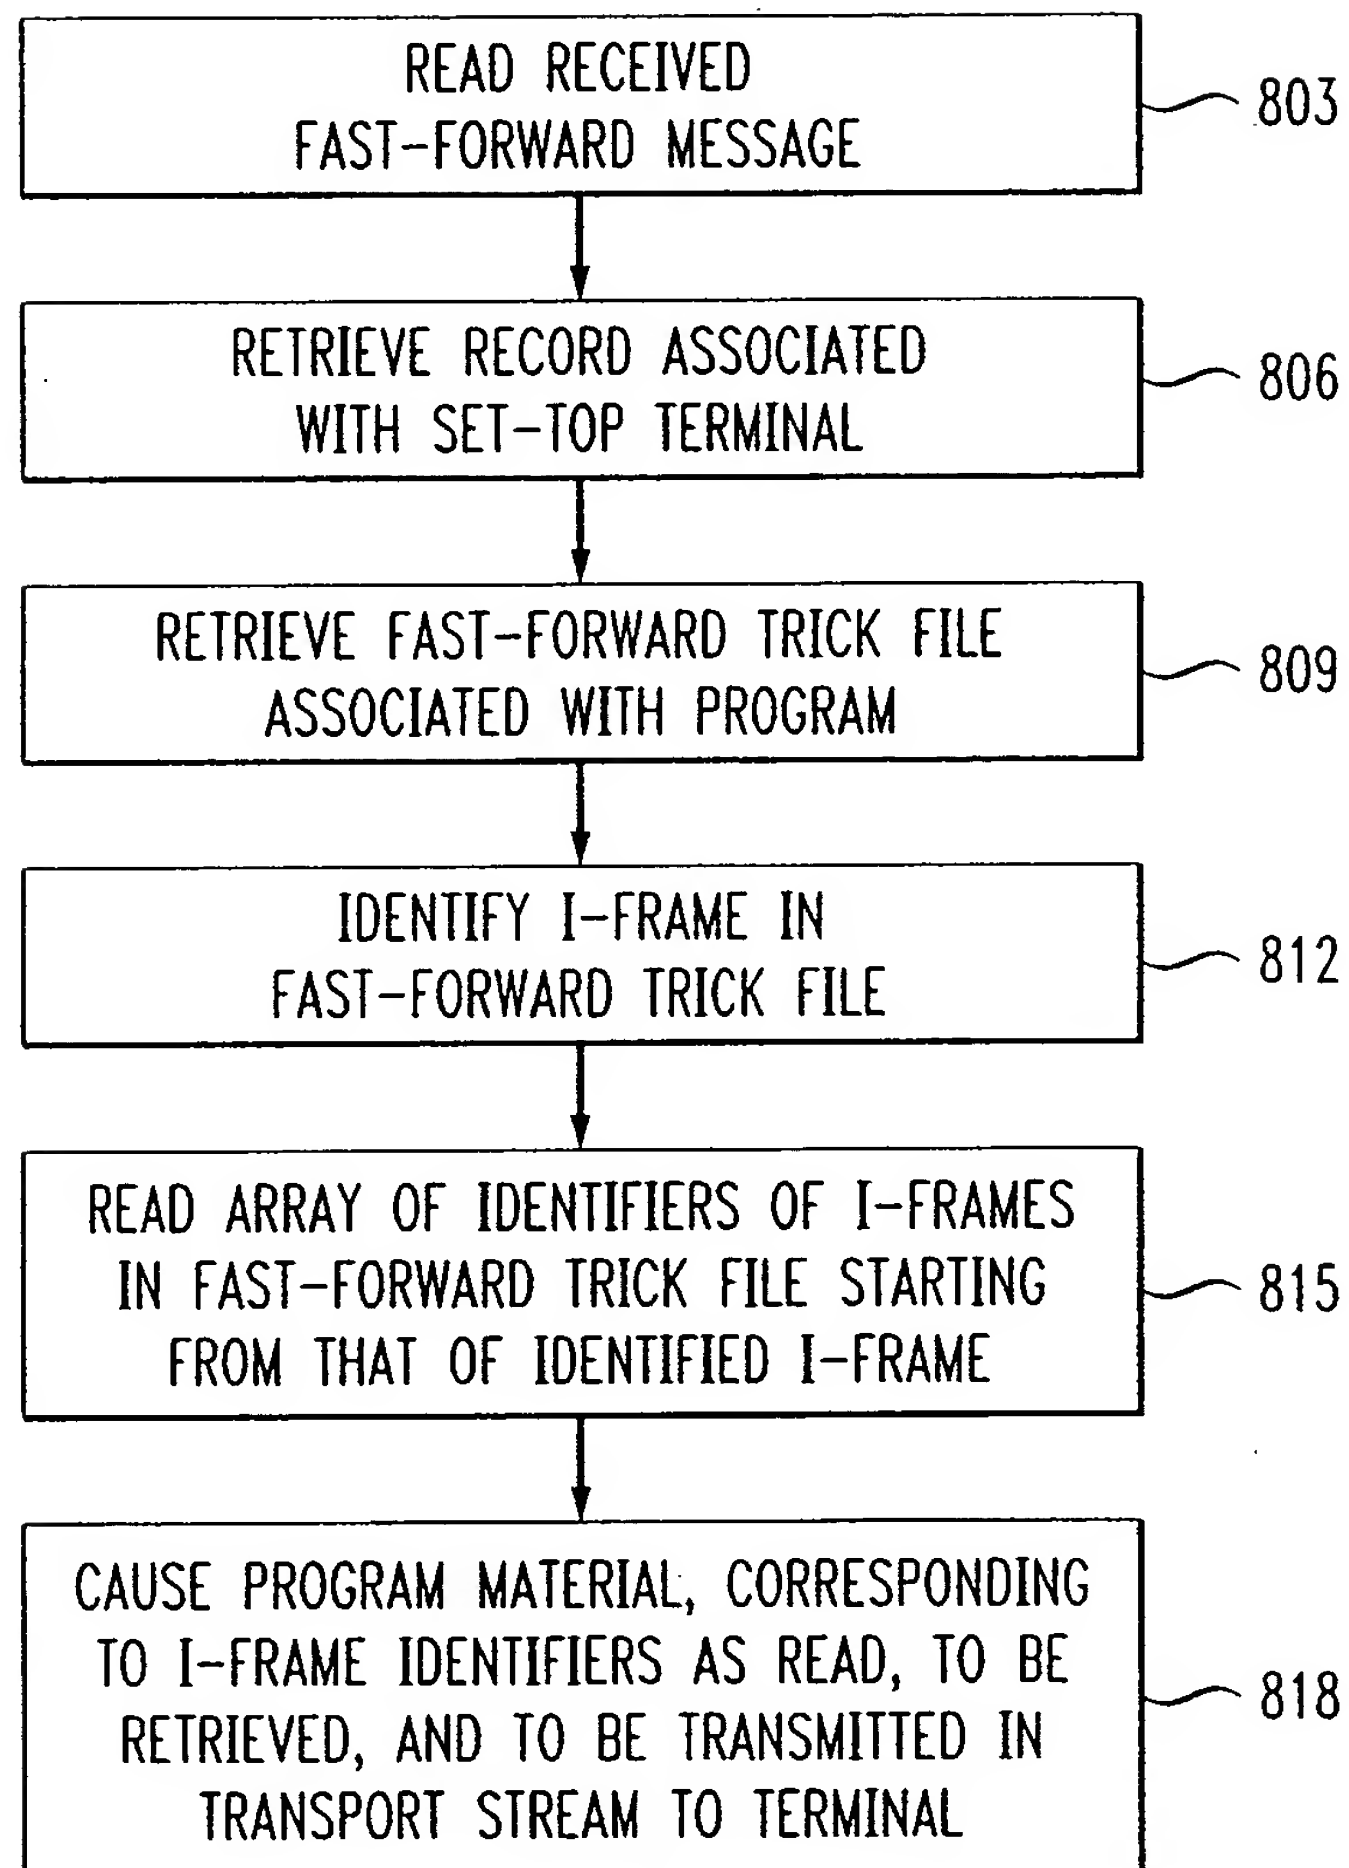 READ RECEIVED
FAST-FORWARD MESSAGE
803
RETRIEVE RECORD ASSOCIATED
WITH SET-TOP TERMINAL
806
RETRIEVE FAST-FORWARD TRICK FILE
ASSOCIATED WITH PROGRAM
809
IDENTIFY I-FRAME IN
FAST-FORWARD TRICK FILE
812
READ ARRAY OF IDENTIFIERS OF I-FRAMES
IN FAST-FORWARD TRICK FILE STARTING
FROM THAT OF IDENTIFIED I-FRAME
815
CAUSE PROGRAM MATERIAL, CORRESPONDING
TO I-FRAME IDENTIFIERS AS READ, TO BE
RETRIEVED, AND TO BE TRANSMITTED IN
TRANSPORT STREAM TO TERMINAL
818